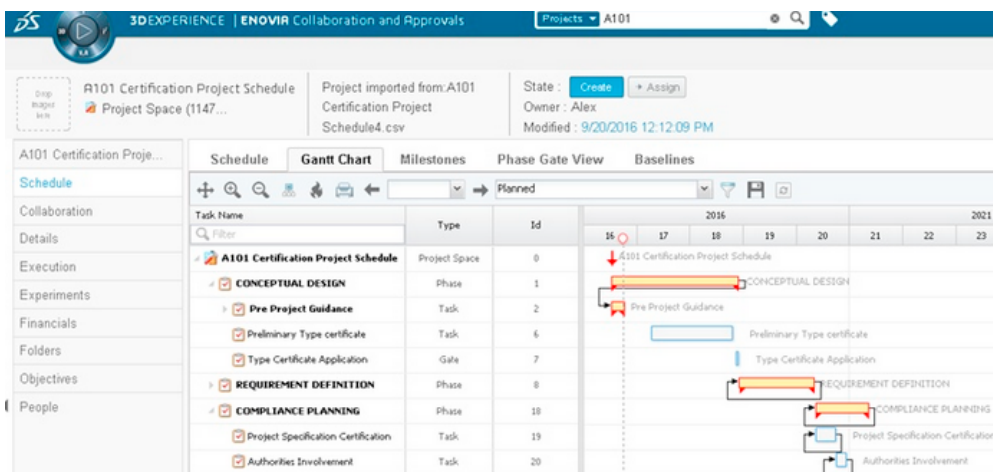 3DEXPERIENCE | ENOVIA Collaboration and Approvals
Projects
A101
A101 Certification Project Schedule
Project Space (1147...
Drop
images
here
Project imported from:A101
Certification Project
Schedule4.csv
State :
Create
+ Assign
Owner : Alex
Modified : 9/20/2016 12:12:09 PM
A101 Certification Proje...
Schedule
Collaboration
Details
Execution
Experiments
Financials
Folders
Objectives
People
Schedule
Gantt Chart
Milestones
Phase Gate View
Baselines
Planned
Task Name
Type
Id
Filter
2016
2021
16
17
18
19
20
21
22
23
A101 Certification Project Schedule
Project Space
0
A101 Certification Project Schedule
CONCEPTUAL DESIGN
Phase
1
CONCEPTUAL DESIGN
Pre Project Guidance
Task
2
Pre Project Guidance
Preliminary Type certificate
Task
6
Preliminary Type certificate
Type Certificate Application
Gate
7
Type Certificate Application
REQUIREMENT DEFINITION
Phase
8
REQUIREMENT DEFINITION
COMPLIANCE PLANNING
Phase
18
COMPLIANCE PLANNING
Project Specification Certification
Task
19
Project Specification Certification
Authorities Involvement
Task
20
Authorities Involvement